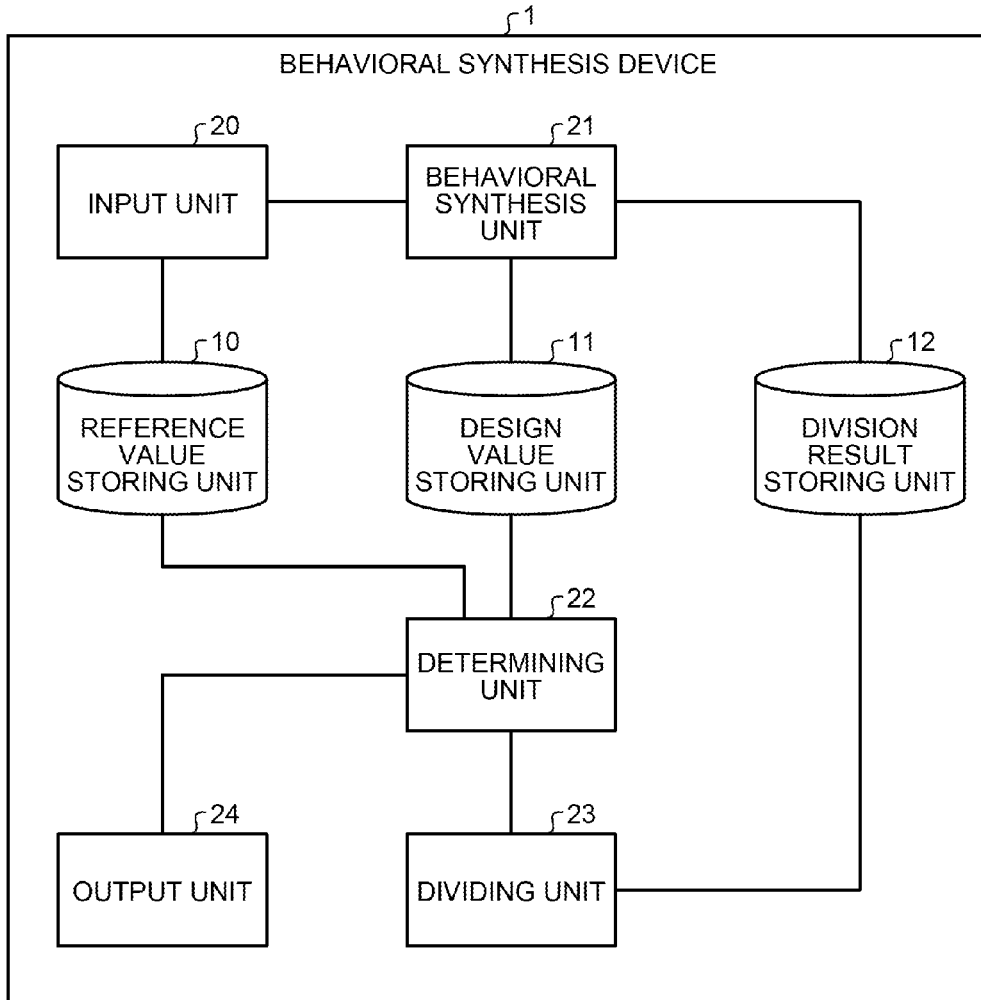 1
BEHAVIORAL SYNTHESIS DEVICE
20
INPUT UNIT
21
BEHAVIORAL
SYNTHESIS
UNIT
10
REFERENCE
VALUE
STORING UNIT
11
DESIGN
VALUE
STORING UNIT
12
DIVISION
RESULT
STORING UNIT
22
DETERMINING
UNIT
24
OUTPUT UNIT
23
DIVIDING UNIT